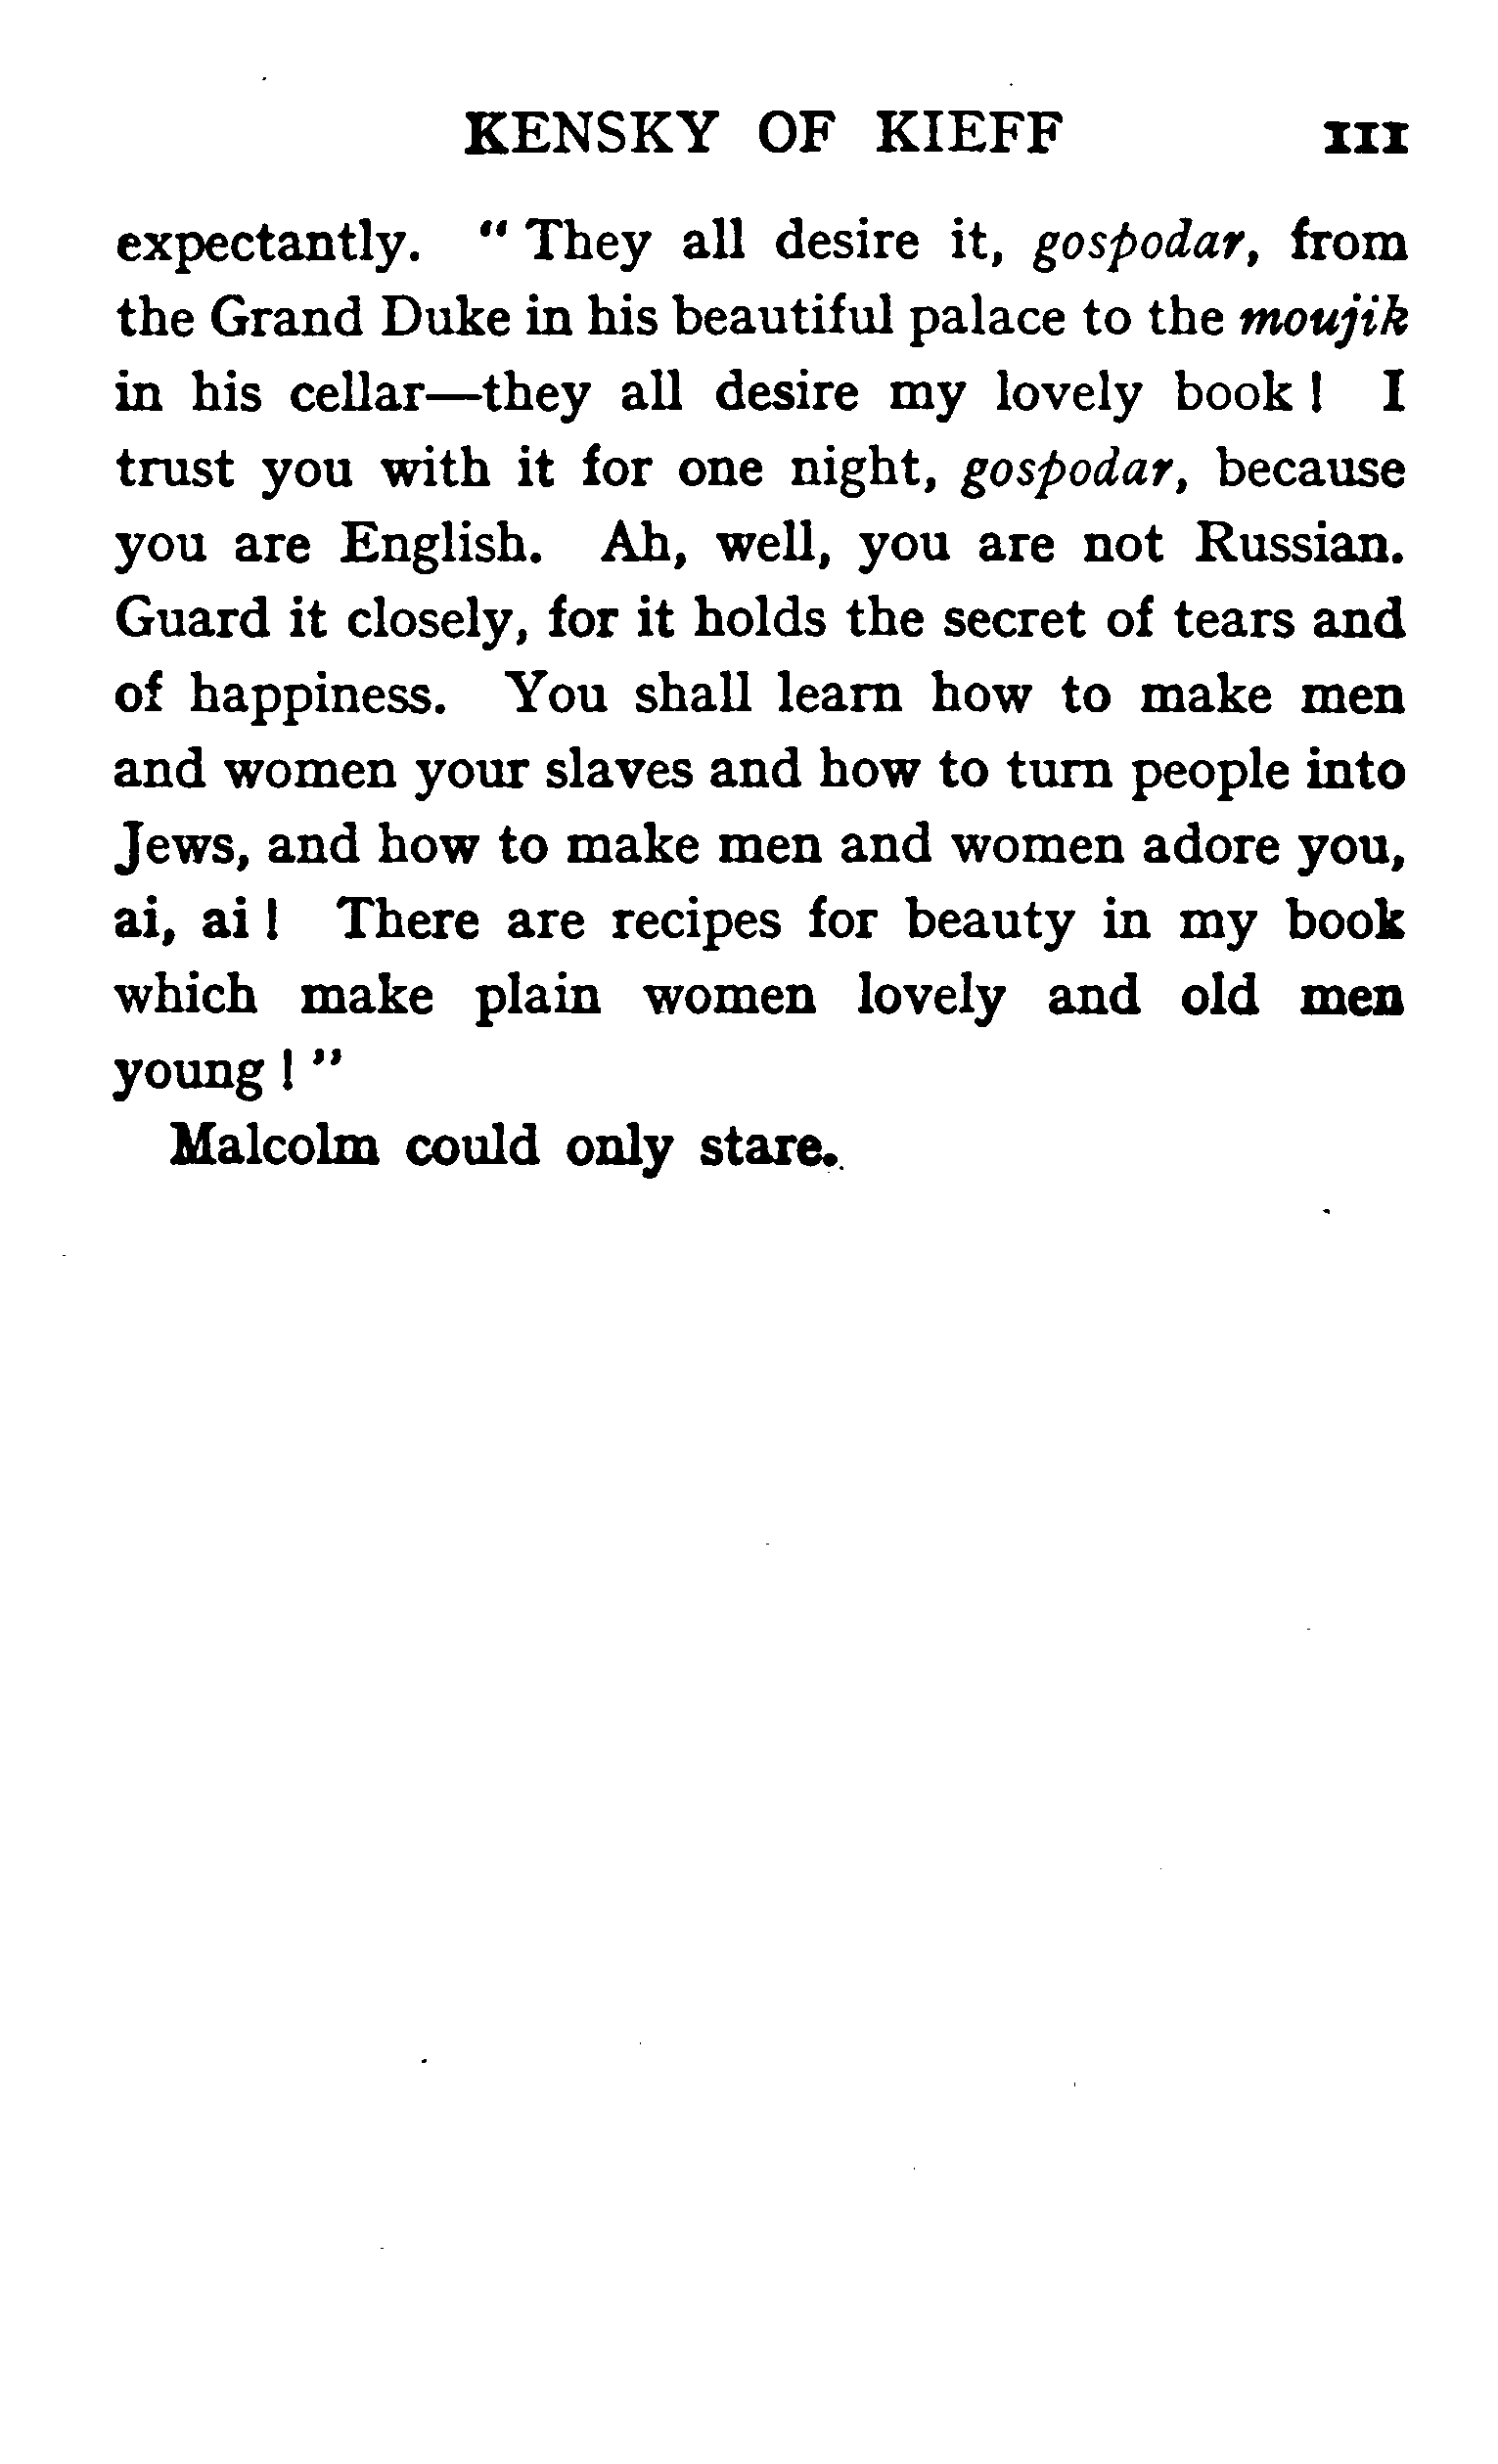 KENSKY OF KIEFF 111
expectantly. “ They all desire it, gospodar, from
the Grand Duke in his beautiful palace to the moujik
in his cellar—they all desire my lovely book ! I
trust you with it for one night, gospodar, because
you are English. Ah, well, you are not Russian.
Guard it closely, for it holds the secret of tears and
of happiness. You shall learn how to make men
and women your slaves and how to turn people into
Jews, and how to make men and women adore you,
ai, ai ! There are recipes for beauty in my book
which make plain women lovely and old men
young ! ”
Malcolm could only stare.